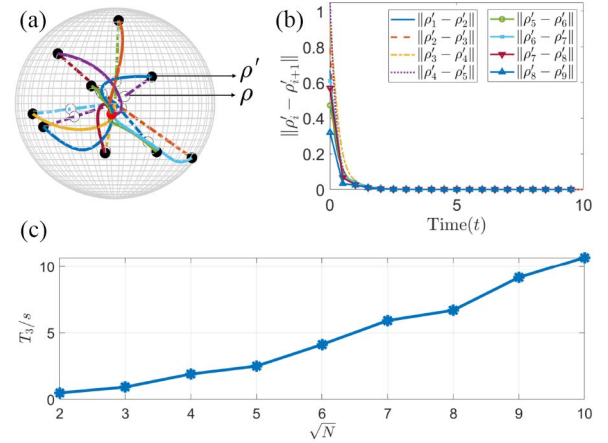 (a)
ρ′
ρ
(b)
‖ρ′1 − ρ′2‖
‖ρ′2 − ρ′3‖
‖ρ′3 − ρ′4‖
‖ρ′4 − ρ′5‖
‖ρ′5 − ρ′6‖
‖ρ′6 − ρ′7‖
‖ρ′7 − ρ′8‖
‖ρ′8 − ρ′9‖
‖ρ′i − ρ′i+1‖
1
0.8
0.6
0.4
0.2
0
0 5 10
Time(t)
(c)
T3/s
10
5
0
2 3 4 5 6 7 8 9 10
√N